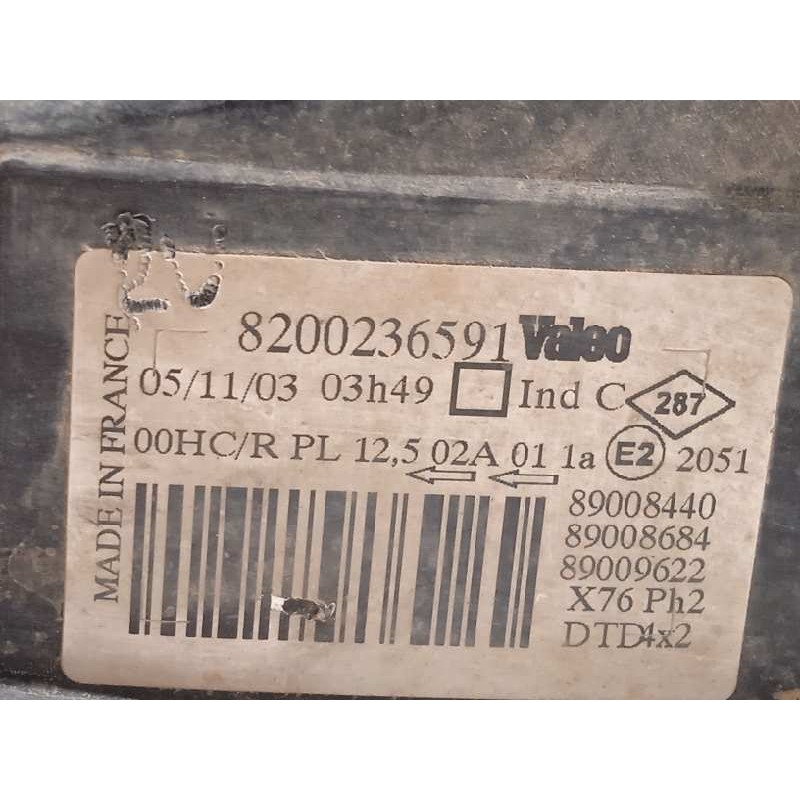 8200236591 Valeo
05/11/03 03h49 Ind C 287
00HC/R PL 12,5 02A 01 1a E2 2051
MADE IN FRANCE
89008440
89008684
89009622
X76 Ph2
DTD4x2